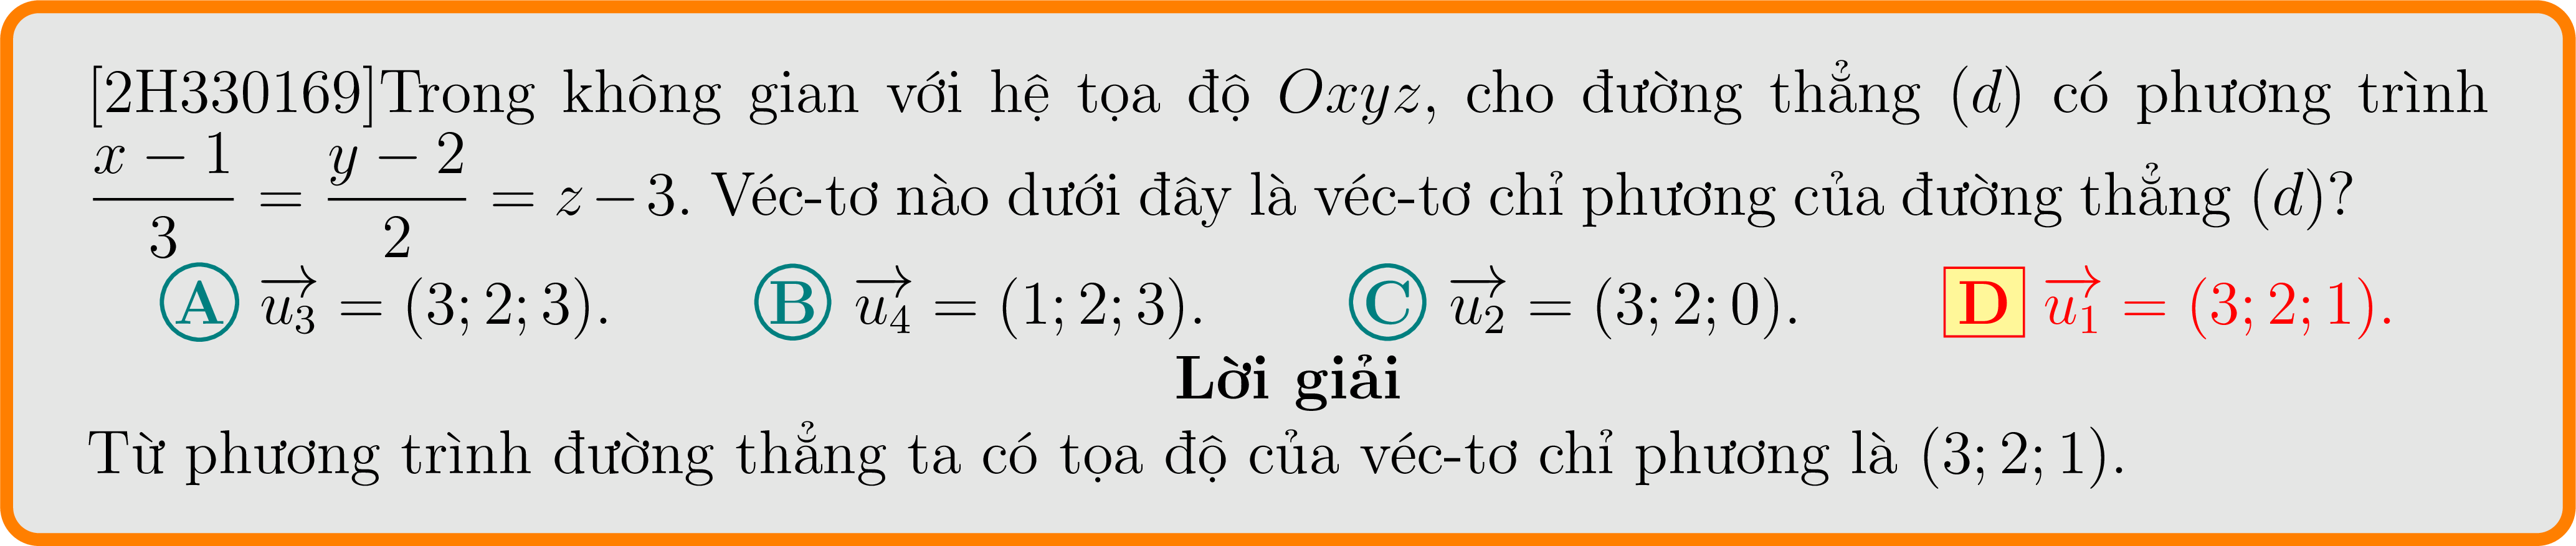 [2H330169]Trong không gian với hệ tọa độ Oxyz, cho đường thẳng (d) có phương trình
\frac{x − 1}{3} = \frac{y − 2}{2} = z − 3. Véc-tơ nào dưới đây là véc-tơ chỉ phương của đường thẳng (d)?
A \overrightarrow{u_3} = (3; 2; 3). B \overrightarrow{u_4} = (1; 2; 3). C \overrightarrow{u_2} = (3; 2; 0). D \overrightarrow{u_1} = (3; 2; 1).
Lời giải
Từ phương trình đường thẳng ta có tọa độ của véc-tơ chỉ phương là (3; 2; 1).